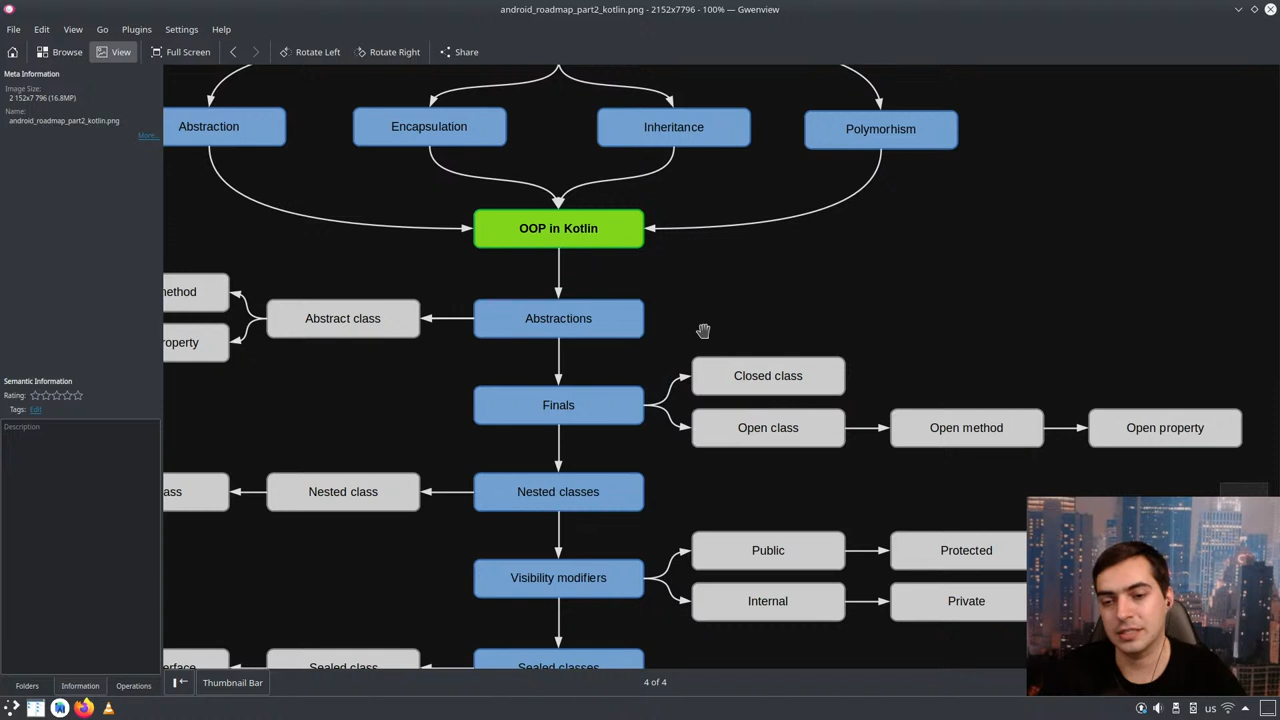 android_roadmap_part2_kotlin.png - 2152x7796 - 100% — Gwenview
File Edit View Go Plugins Settings Help
Browse View Full Screen Rotate Left Rotate Right Share
Meta Information
Image Size:
2 152x7 796 (16.8MP)
Name:
android_roadmap_part2_kotlin.png
More...
Abstraction Encapsulation Inheritance Polymorhism
OOP in Kotlin
ethod
Abstract class Abstractions
roperty
Closed class
Semantic Information
Rating:
Tags: Edit
Finals
Description
Open class Open method Open property
ass Nested class Nested classes
Public Protected
Visibility modifiers
Internal Private
erface Sealed class Sealed classes
Folders Information Operations
Thumbnail Bar
4 of 4
us